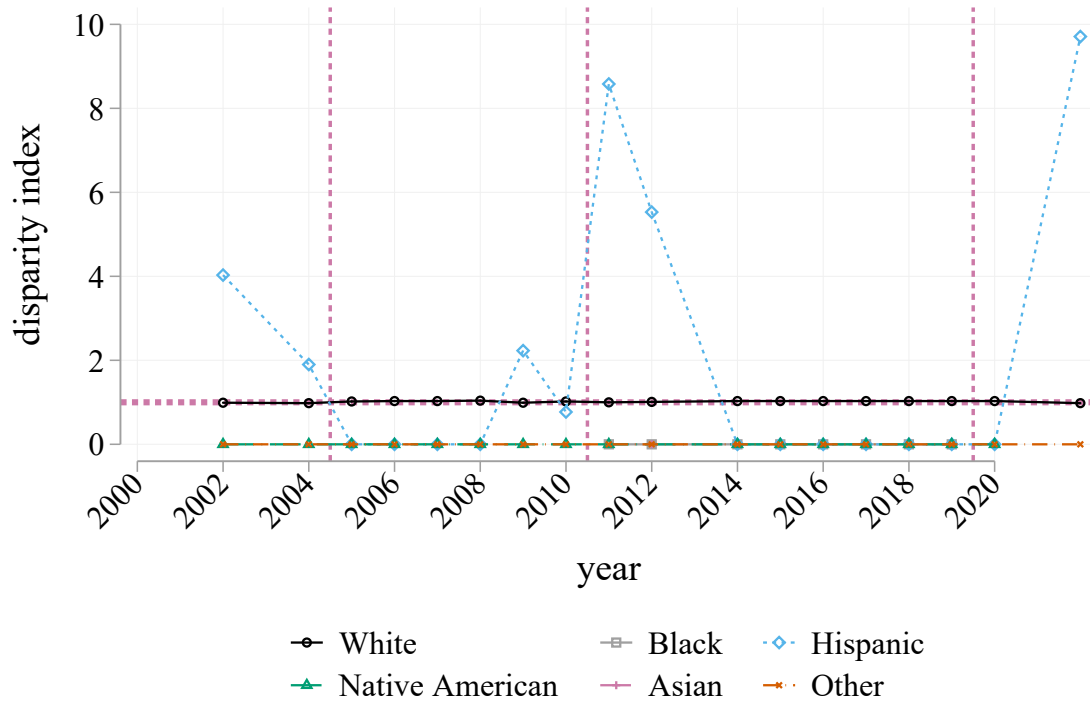 10
8
6
4
2
0
disparity index
2000
2002
2004
2006
2008
2010
2012
2014
2016
2018
2020
year
White
Black
Hispanic
Native American
Asian
Other